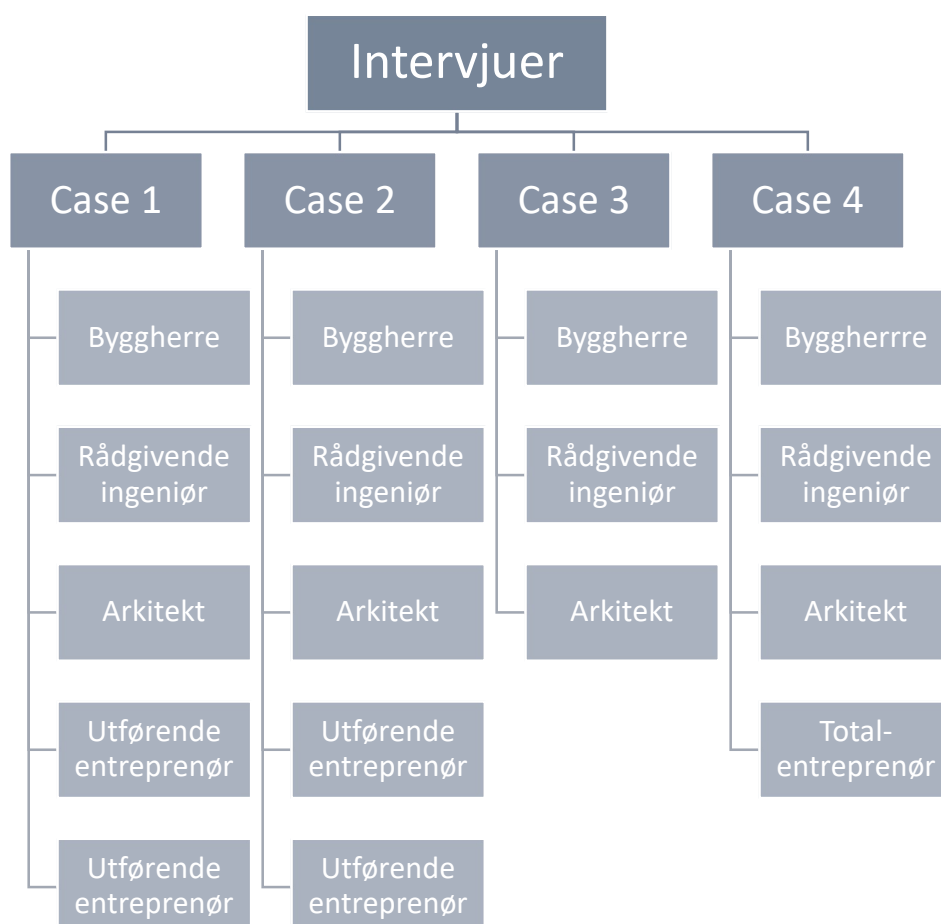 Intervjuer
Case 1
Byggherre
Rådgivende
ingeniør
Arkitekt
Utførende
entreprenør
Utførende
entreprenør
Case 2
Byggherre
Rådgivende
ingeniør
Arkitekt
Utførende
entreprenør
Utførende
entreprenør
Case 3
Byggherre
Rådgivende
ingeniør
Arkitekt
Case 4
Byggherrre
Rådgivende
ingeniør
Arkitekt
Total-
entreprenør